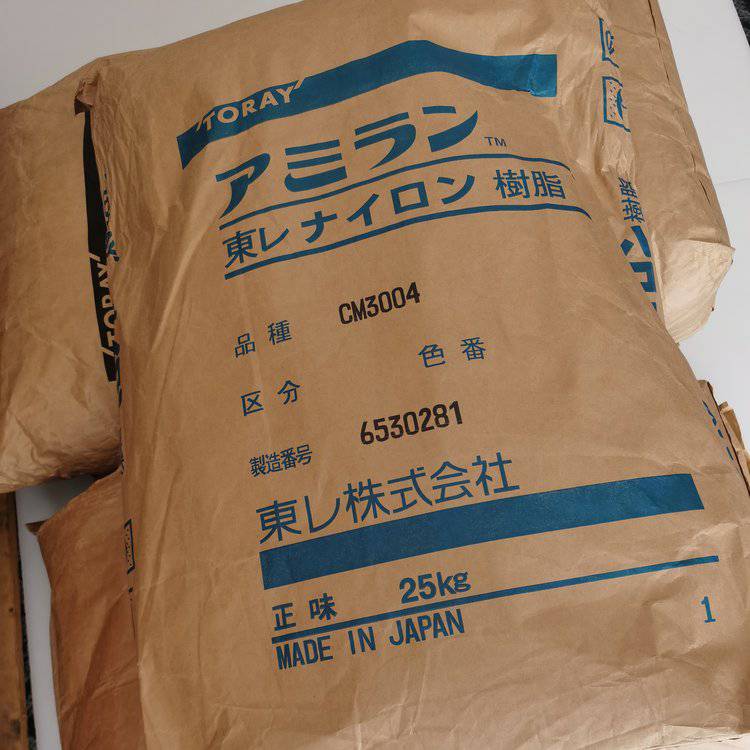 TORAY
アミラン™
東レ ナイロン 樹脂
品種 CM3004
色番
区分
製造番号 6530281
東レ株式会社
正味 25kg
MADE IN JAPAN
1
TORAY